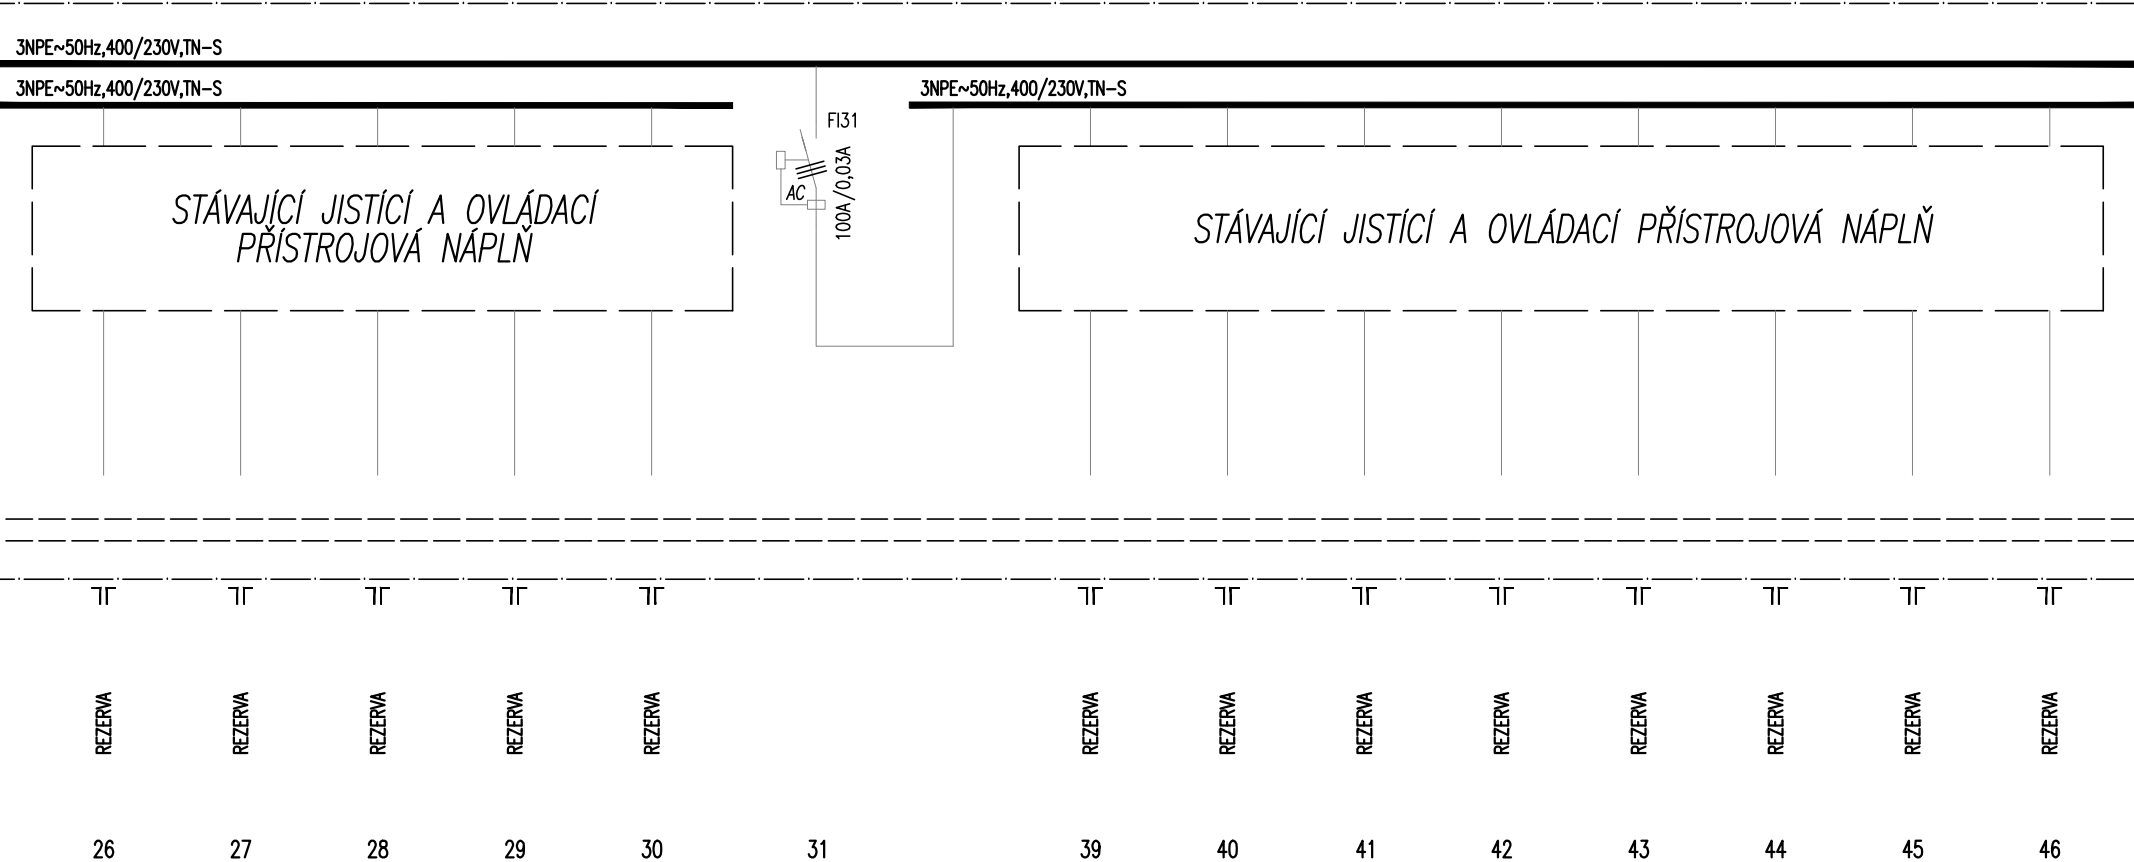 3NPE~50Hz,400/230V,TN-S
3NPE~50Hz,400/230V,TN-S
3NPE~50Hz,400/230V,TN-S
STÁVAJÍCÍ JISTÍCÍ A OVLÁDACÍ
PŘÍSTROJOVÁ NÁPLŇ
FI31
100A/0,03A
AC
STÁVAJÍCÍ JISTÍCÍ A OVLÁDACÍ PŘÍSTROJOVÁ NÁPLŇ
REZERVA
REZERVA
REZERVA
REZERVA
REZERVA
REZERVA
REZERVA
REZERVA
REZERVA
REZERVA
REZERVA
REZERVA
REZERVA
26 27 28 29 30 31 39 40 41 42 43 44 45 46